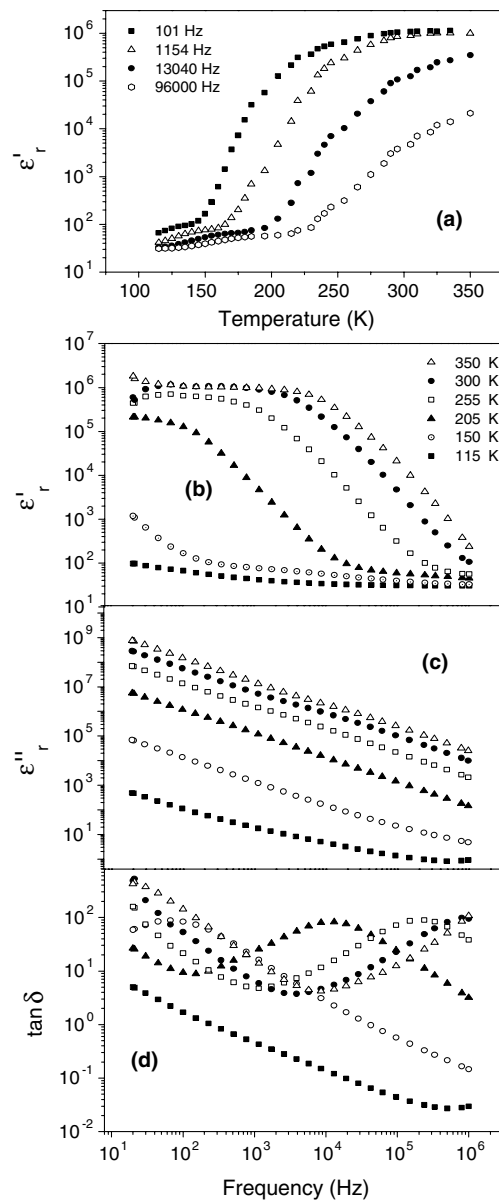 10^6
10^5
10^4
10^3
10^2
10^1
ε'r
101 Hz
1154 Hz
13040 Hz
96000 Hz
(a)
100 150 200 250 300 350
Temperature (K)
10^7
10^6
10^5
10^4
10^3
10^2
10^1
ε'r
350 K
300 K
255 K
205 K
150 K
115 K
(b)
10^9
10^7
10^5
10^3
10^1
ε''r
(c)
10^2
10^1
10^0
10^-1
10^-2
tan δ
(d)
10^1 10^2 10^3 10^4 10^5 10^6
Frequency (Hz)